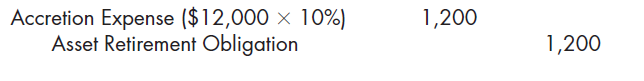 Accretion Expense ($12,000 × 10%) 1,200
Asset Retirement Obligation 1,200